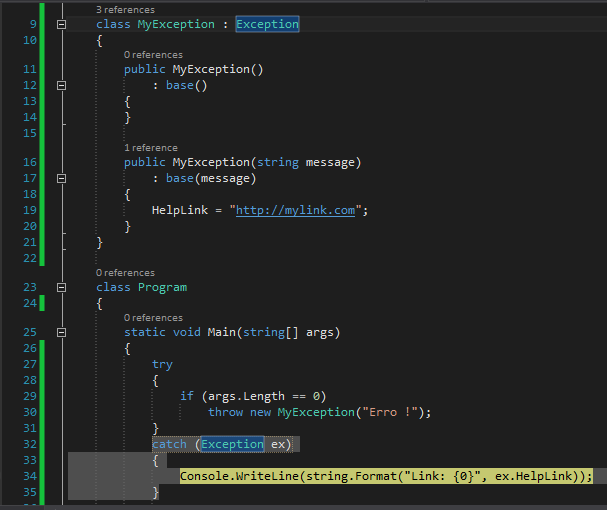 3 references
9 class MyException : Exception
10 {
0 references
11 public MyException()
12 : base()
13 {
14 }
15
1 reference
16 public MyException(string message)
17 : base(message)
18 {
19 HelpLink = "http://mylink.com";
20 }
21 }
22
0 references
23 class Program
24 {
0 references
25 static void Main(string[] args)
26 {
27 try
28 {
29 if (args.Length == 0)
30 throw new MyException("Erro !");
31 }
32 catch (Exception ex)
33 {
34 Console.WriteLine(string.Format("Link: {0}", ex.HelpLink));
35 }